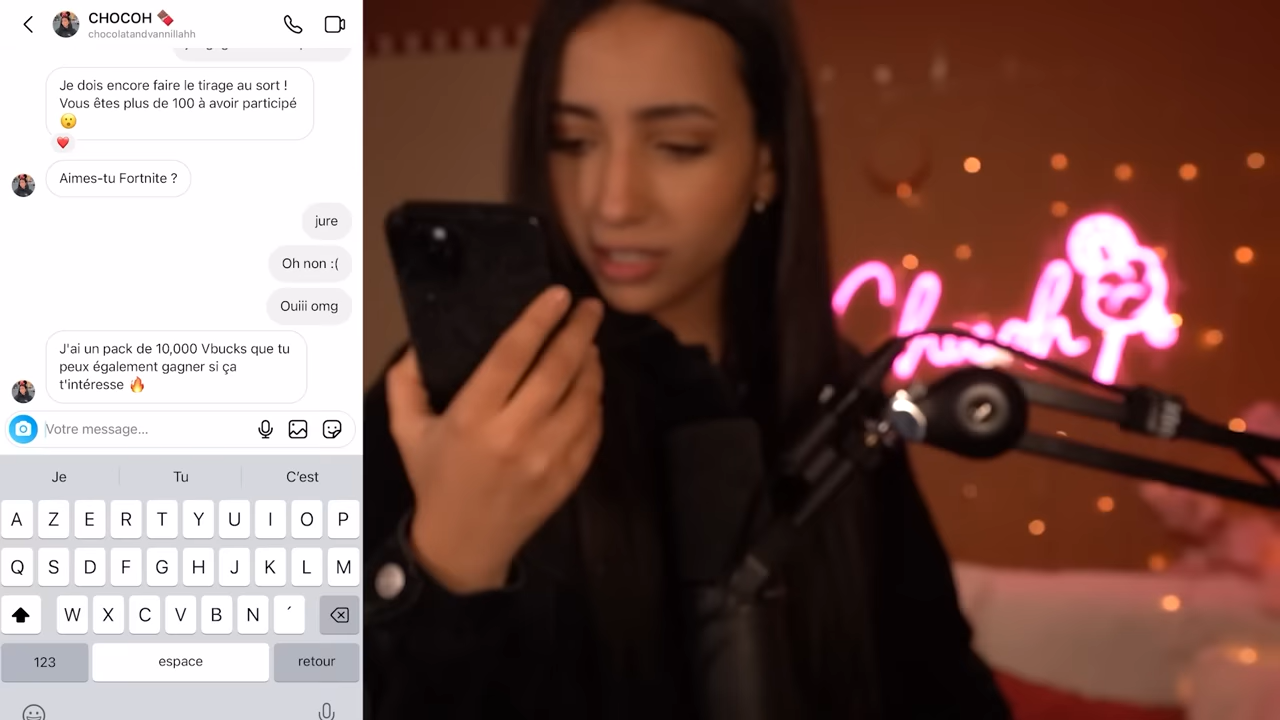 CHOCOH 🍫
chocolatandvannillahh
Je dois encore faire le tirage au sort !
Vous êtes plus de 100 à avoir participé
😮
❤️
Aimes-tu Fortnite ?
jure
Oh non :(
Ouiii omg
J'ai un pack de 10,000 Vbucks que tu
peux également gagner si ça
t'intéresse 🔥
Votre message...
Je Tu C'est
A Z E R T Y U I O P
Q S D F G H J K L M
W X C V B N ´
123 espace retour